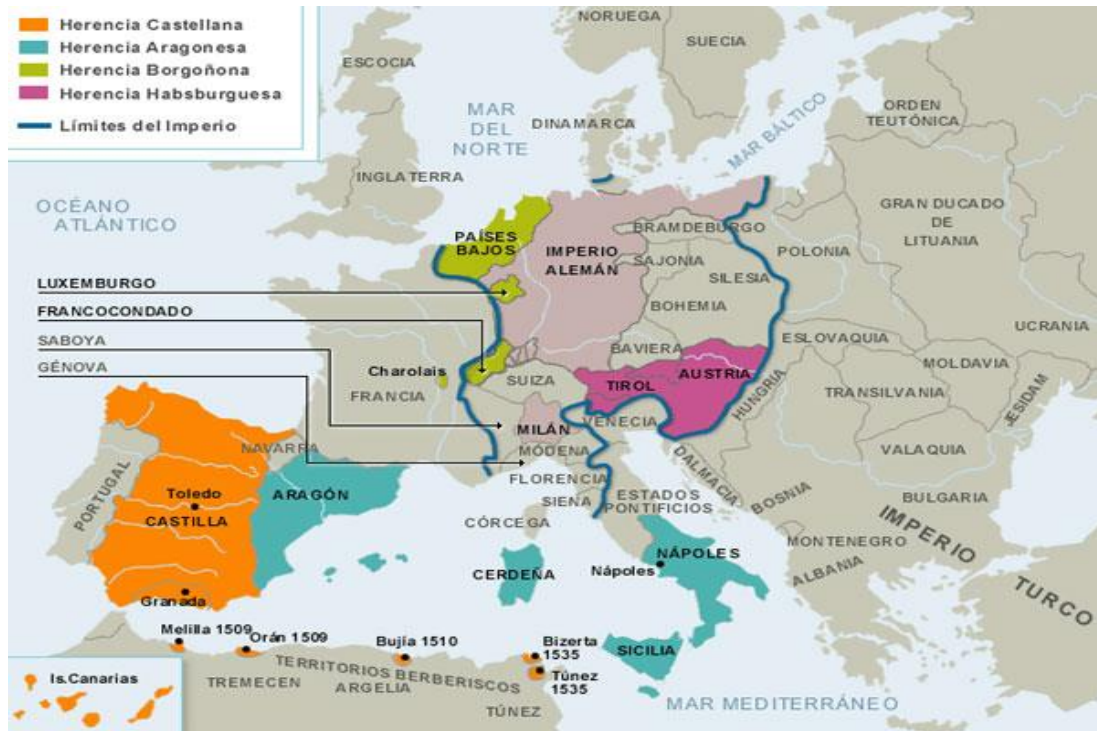 Herencia Castellana
Herencia Aragonesa
Herencia Borgoñona
Herencia Habsburguesa
Límites del Imperio
NORUEGA
SUECIA
ESCOCIA
MAR
DEL
NORTE
DINAMARCA
MAR BÁLTICO
ORDEN
TEUTÓNICA
INGLATERRA
OCÉANO
ATLÁNTICO
GRAN DUCADO
DE
LITUANIA
PAÍSES
BAJOS
IMPERIO
ALEMÁN
BRAMDEBURGO
POLONIA
SAJONIA
SILESIA
LUXEMBURGO
BOHEMIA
FRANCOCONDADO
UCRANIA
SABOYA
ESLOVAQUIA
BAVIERA
MOLDAVIA
GÉNOVA
Charolais
SUIZA
TIROL
AUSTRIA
HUNGRIA
TRANSILVANIA
JESIDAM
FRANCIA
MILÁN
VENECIA
NAVARRA
MÓDENA
VALAQUIA
FLORENCIA
DALMACIA
PORTUGAL
Toledo
CASTILLA
ARAGÓN
SIENA
ESTADOS
PONTIFICIOS
BOSNIA
BULGARIA
CÓRCEGA
IMPERIO
TURCO
MONTENEGRO
NÁPOLES
Nápoles
ALBANIA
CERDEÑA
Granada
Melilla 1509
Orán 1509
Bujía 1510
Bizerta
1535
SICILIA
Túnez
1535
Is.Canarias
TREMECEN
TERRITORIOS BERBERISCOS
ARGELIA
TÚNEZ
MAR MEDITERRÁNEO